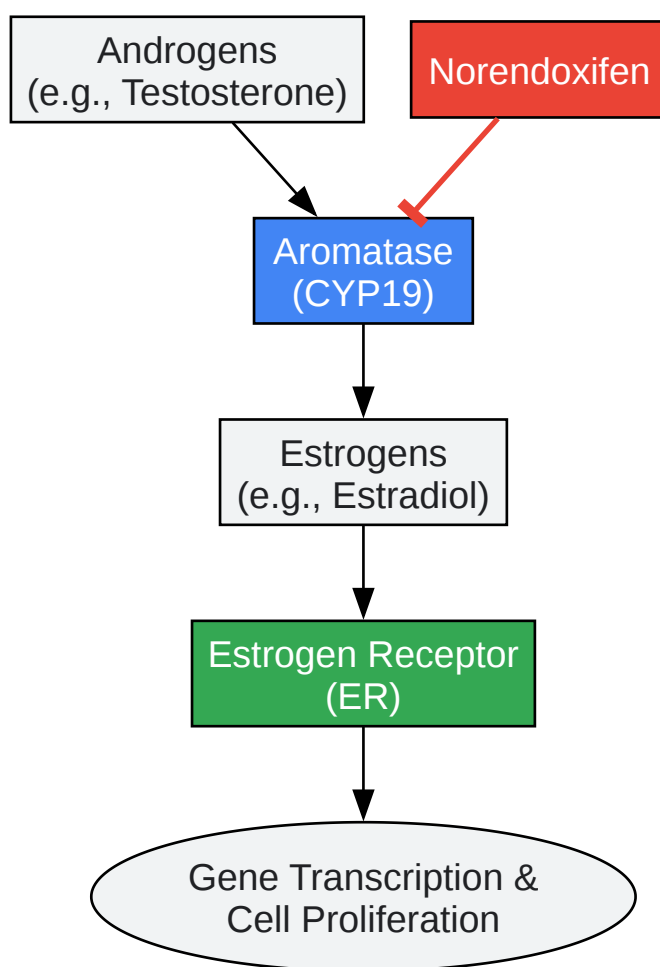 Androgens
(e.g., Testosterone)
Norendoxifen
Aromatase
(CYP19)
Estrogens
(e.g., Estradiol)
Estrogen Receptor
(ER)
Gene Transcription &
Cell Proliferation